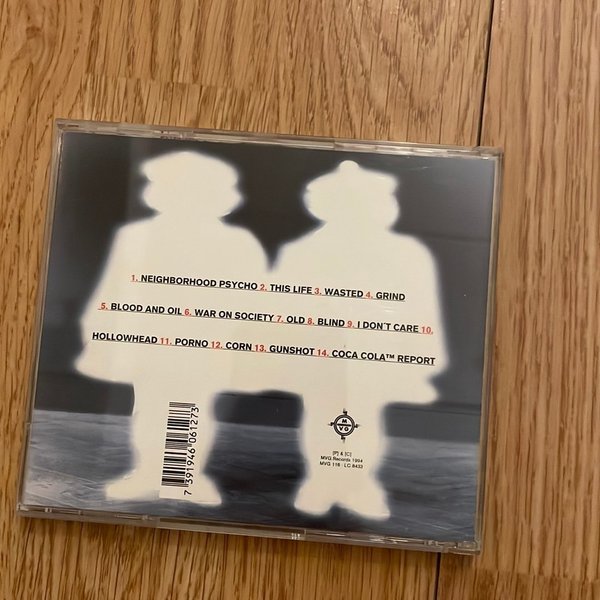 1. NEIGHBORHOOD PSYCHO 2. THIS LIFE 3. WASTED 4. GRIND
5. BLOOD AND OIL 6. WAR ON SOCIETY 7. OLD 8. BLIND 9. I DON'T CARE 10.
HOLLOWHEAD 11. PORNO 12. CORN 13. GUNSHOT 14. COCA COLA™ REPORT
7 391946 061273
M
VG
[P] & [C]
MVG Records 1994
MVG 116 · LC 8433